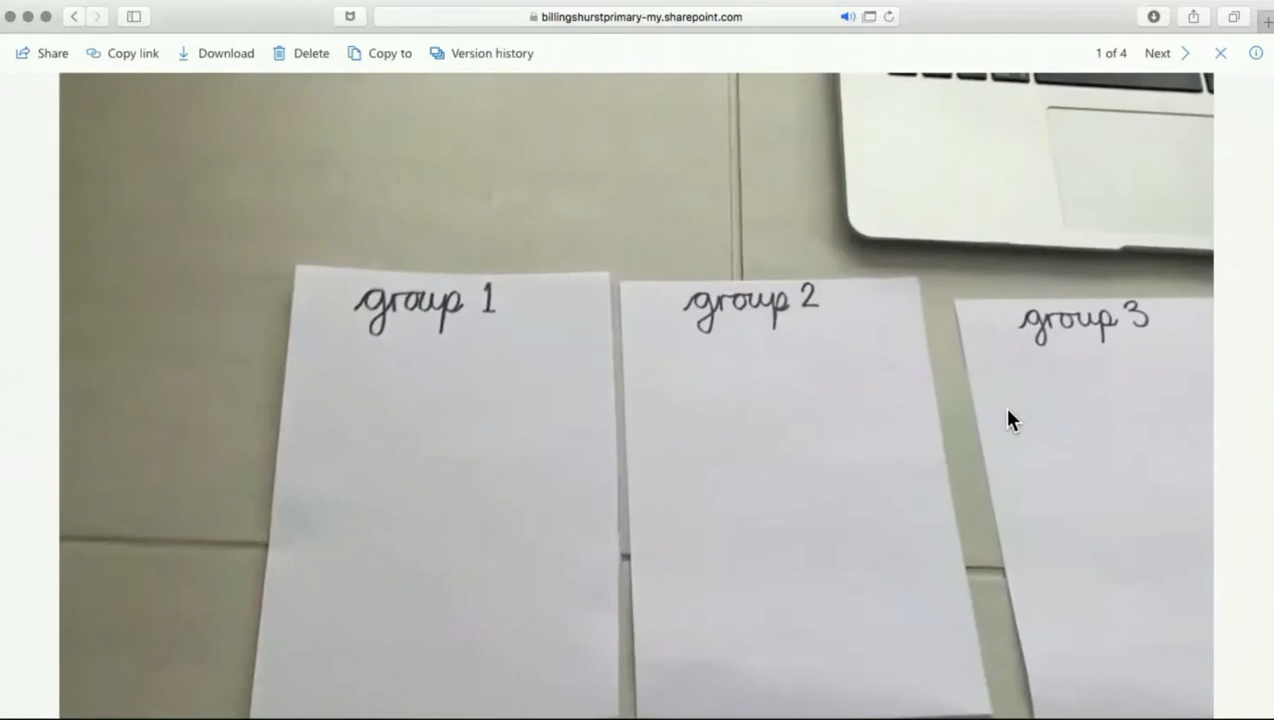 billingshurstprimary-my.sharepoint.com
Share Copy link Download Delete Copy to Version history 1 of 4 Next
group 1 group 2 group 3